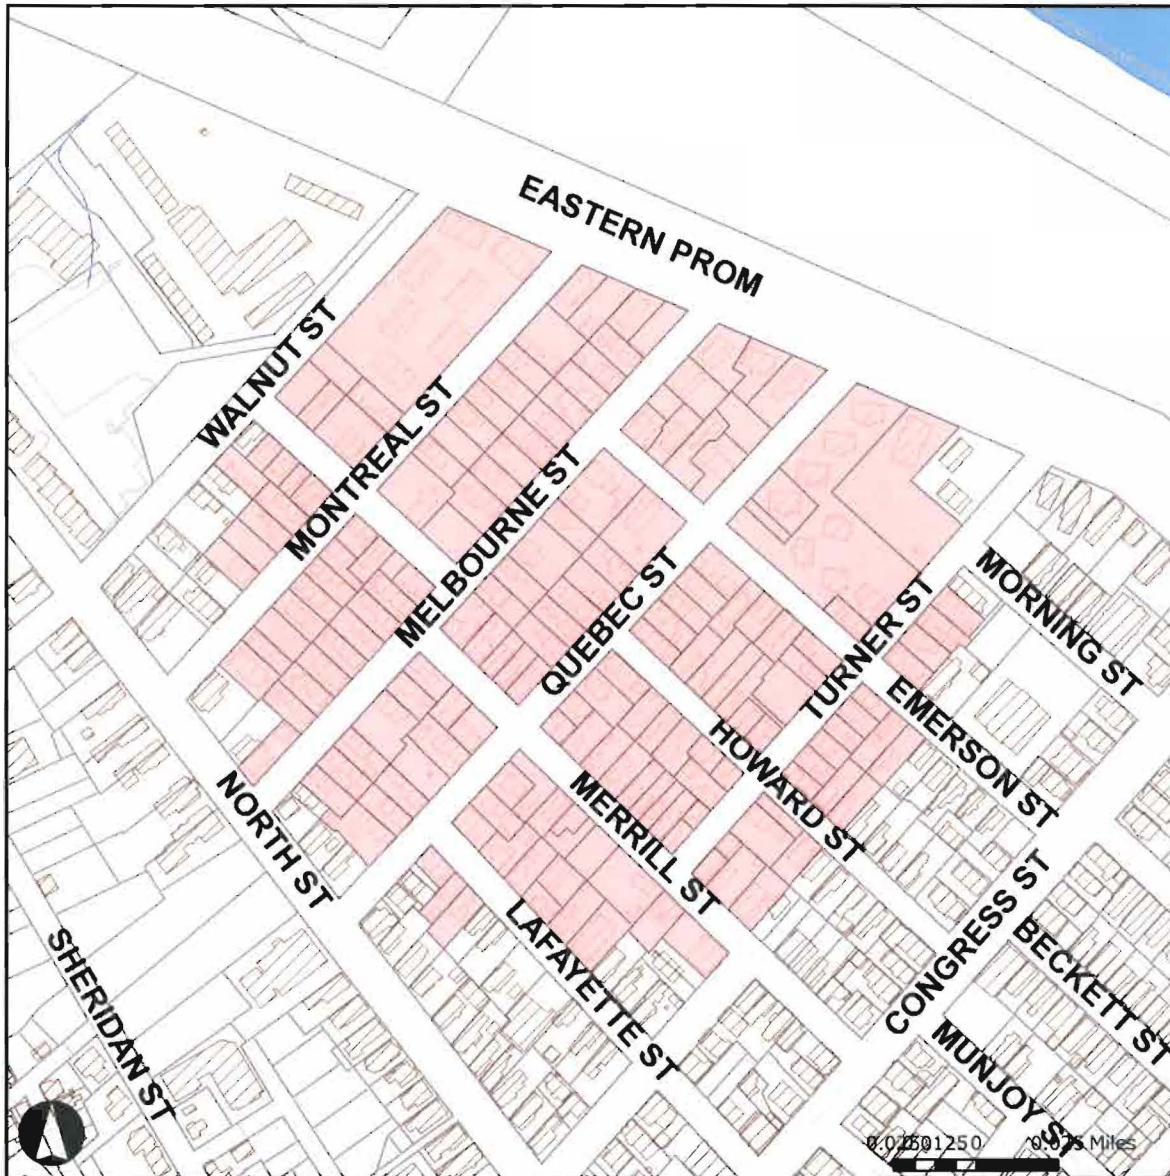 EASTERN PROM
WALNUT ST
MONTREAL ST
MELBOURNE ST
QUEBEC ST
TURNER ST
MORNING ST
EMERSON ST
HOWARD ST
MERRILL ST
NORTH ST
LAFAYETTE ST
CONGRESS ST
BECKETT ST
SHERIDAN ST
MUNJOY ST
Miles